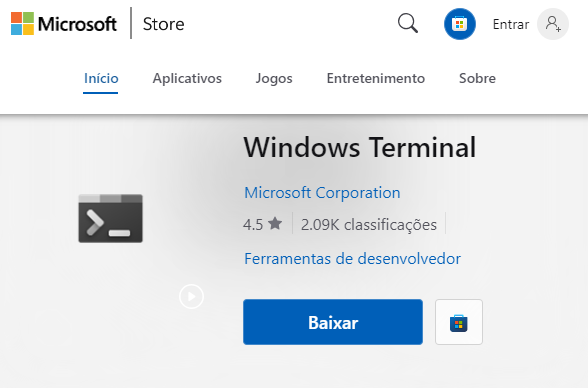 Microsoft Store
Entrar
Início Aplicativos Jogos Entretenimento Sobre
Windows Terminal
Microsoft Corporation
4.5 ★ 2.09K classificações
Ferramentas de desenvolvedor
Baixar